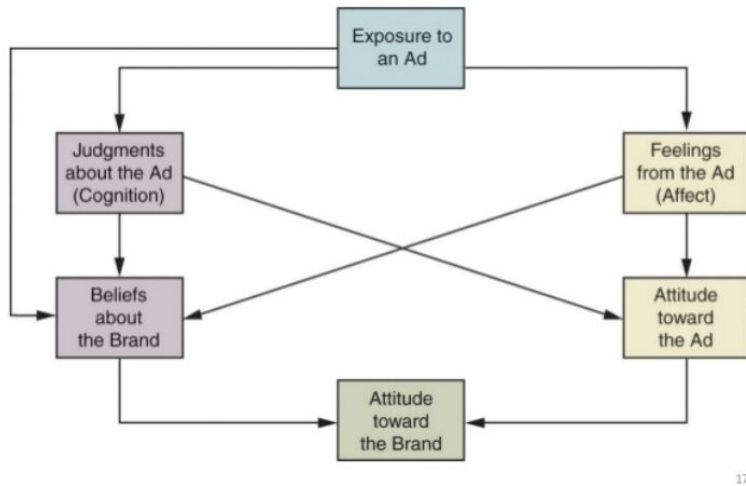 Exposure to
an Ad
Judgments
about the Ad
(Cognition)
Feelings
from the Ad
(Affect)
Beliefs
about
the Brand
Attitude
toward
the Ad
Attitude
toward
the Brand
17